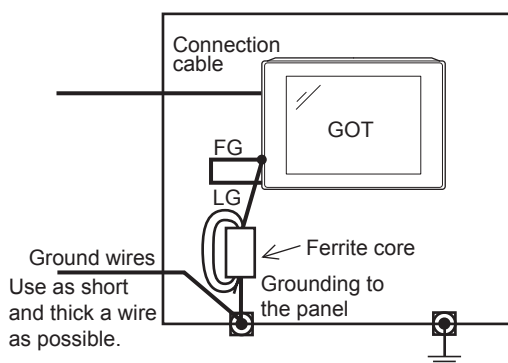 Connection
cable
GOT
FG
LG
Ferrite core
Ground wires
Use as short
and thick a wire
as possible.
Grounding to
the panel